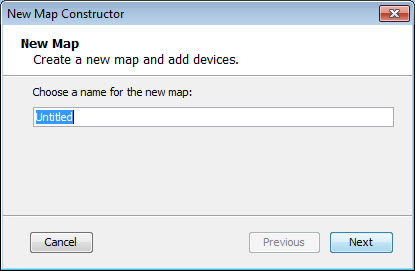 New Map Constructor
New Map
Create a new map and add devices.
Choose a name for the new map:
Untitled
Cancel
Previous
Next